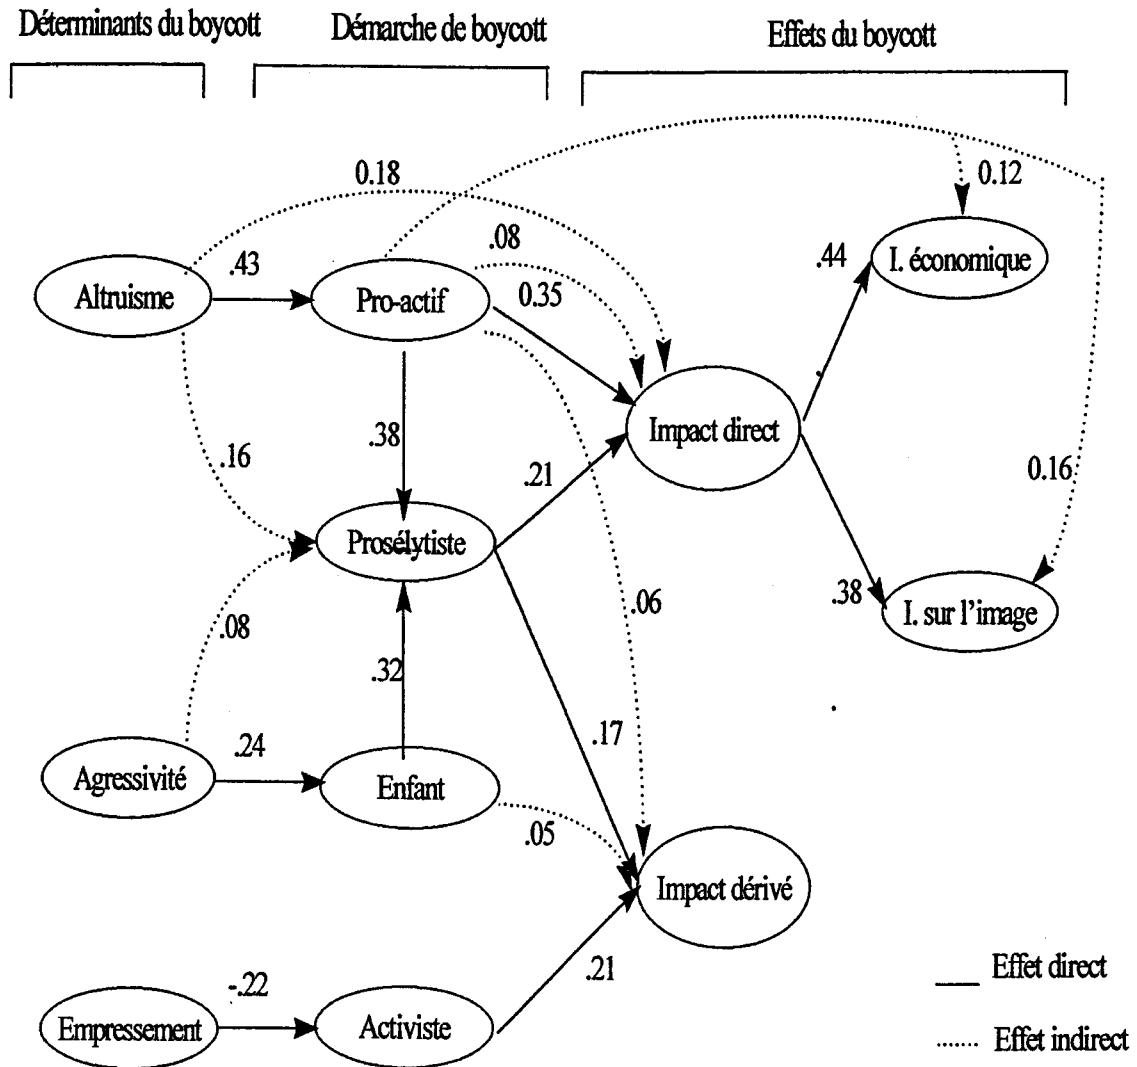 Déterminants du boycott
Démarche de boycott
Effets du boycott
0.18
0.12
.43
.08
.44
I. économique
Altruisme
Pro-actif
0.35
Impact direct
.38
.16
.21
0.16
Prosélytiste
.38
I. sur l'image
.06
.08
.32
.17
.24
Agressivité
Enfant
.05
Impact dérivé
.21
Effet direct
-.22
Empressement
Activiste
Effet indirect